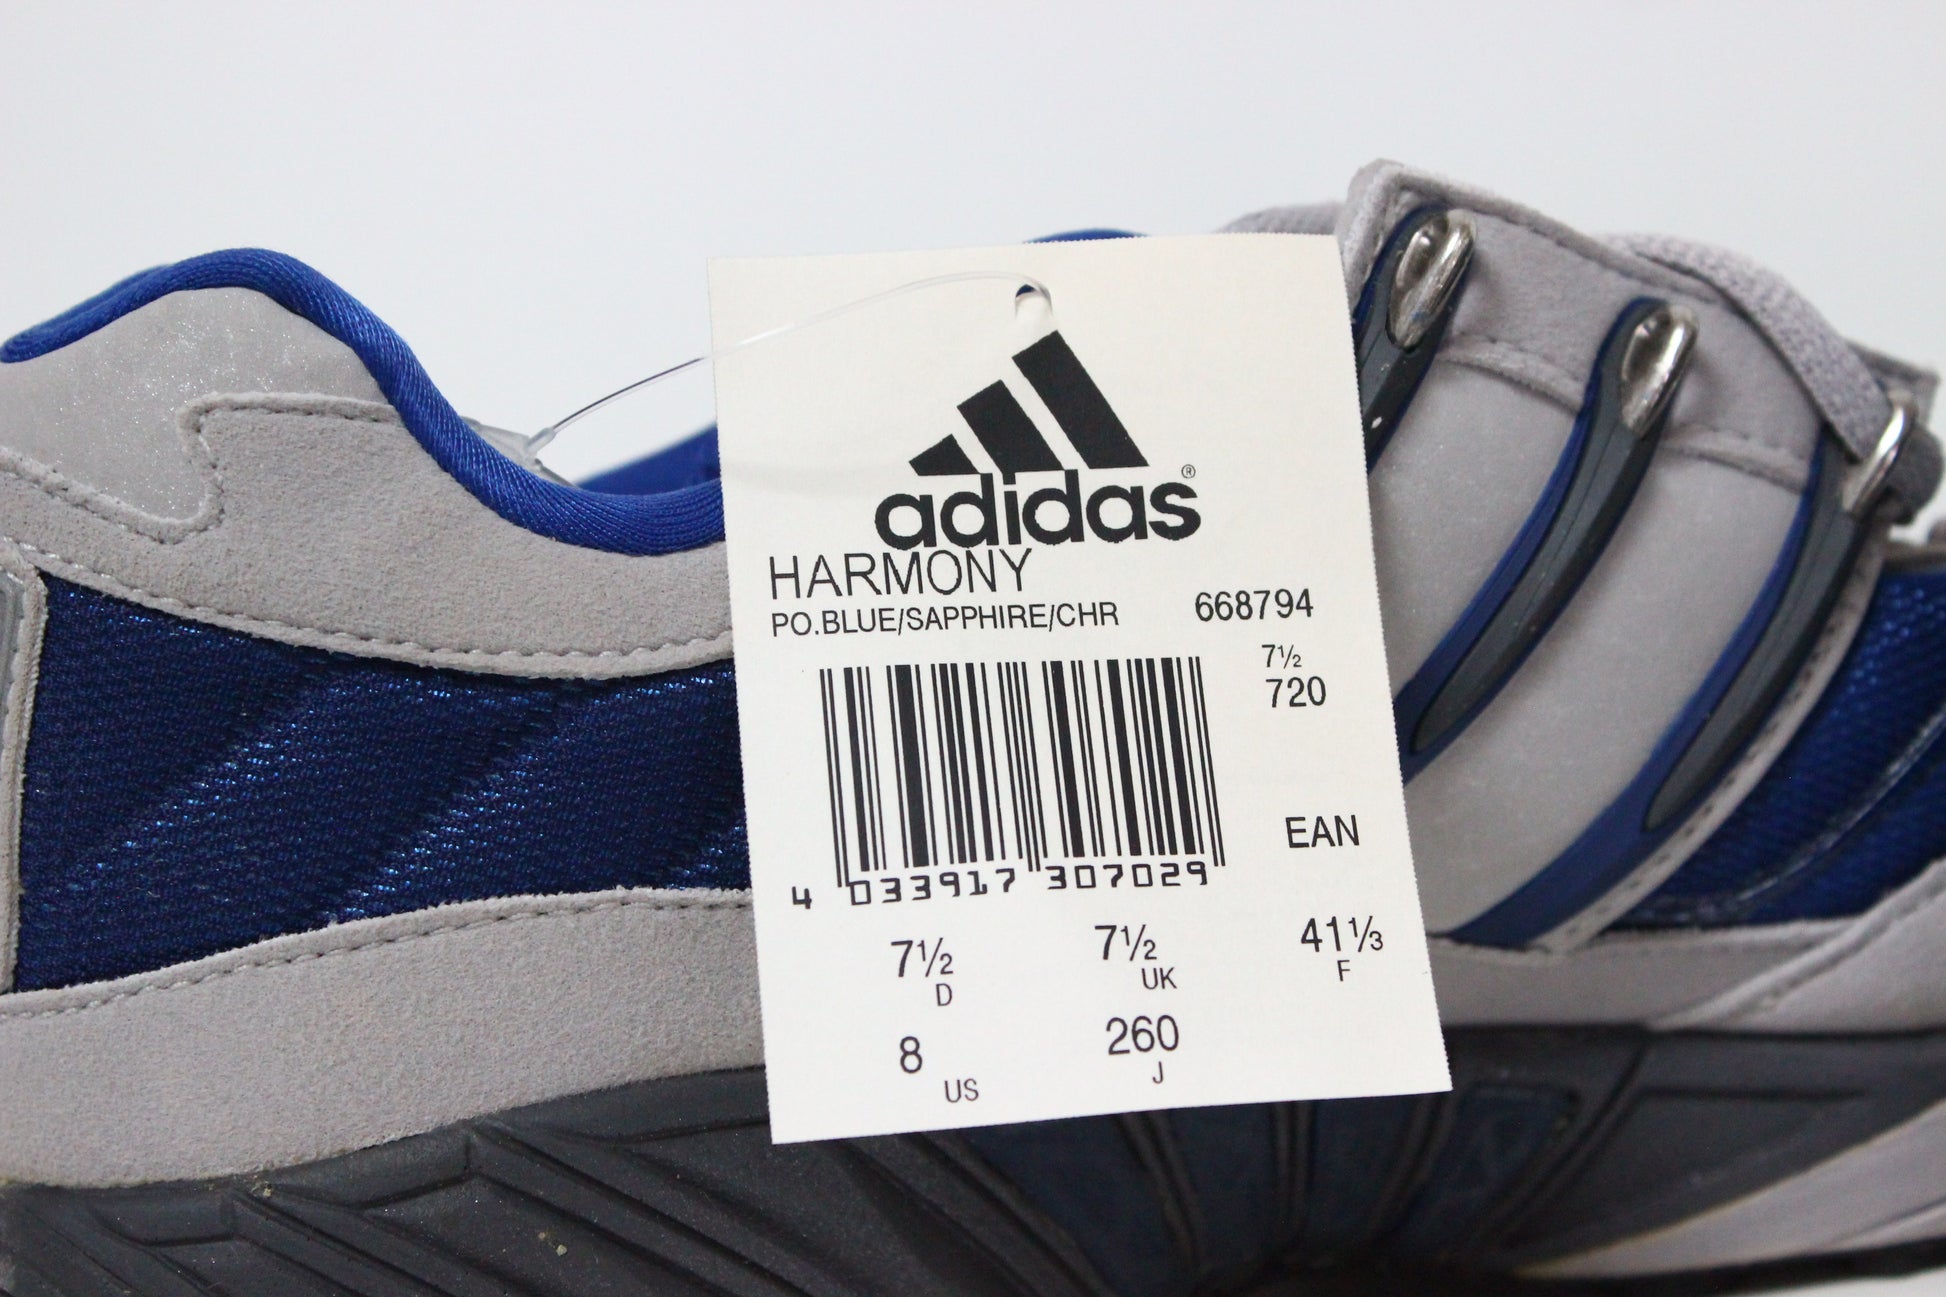 adidas®
HARMONY
PO.BLUE/SAPPHIRE/CHR 668794
7½
720
EAN
4 033917 307029
7½ D 7½ UK 41⅓ F
8 US 260 J